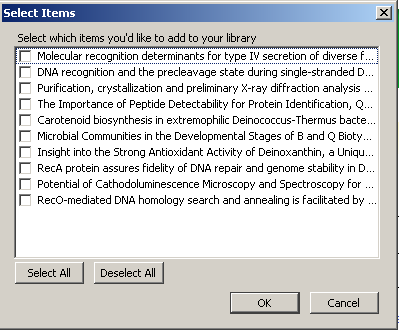 Select Items
Select which items you'd like to add to your library
Molecular recognition determinants for type IV secretion of diverse f...
DNA recognition and the precleavage state during single-stranded D...
Purification, crystallization and preliminary X-ray diffraction analysis ...
The Importance of Peptide Detectability for Protein Identification, Q...
Carotenoid biosynthesis in extremophilic Deinococcus-Thermus bacte...
Microbial Communities in the Developmental Stages of B and Q Bioty...
Insight into the Strong Antioxidant Activity of Deinoxanthin, a Uniqu...
RecA protein assures fidelity of DNA repair and genome stability in D...
Potential of Cathodoluminescence Microscopy and Spectroscopy for ...
RecO-mediated DNA homology search and annealing is facilitated by ...
Select All
Deselect All
OK
Cancel